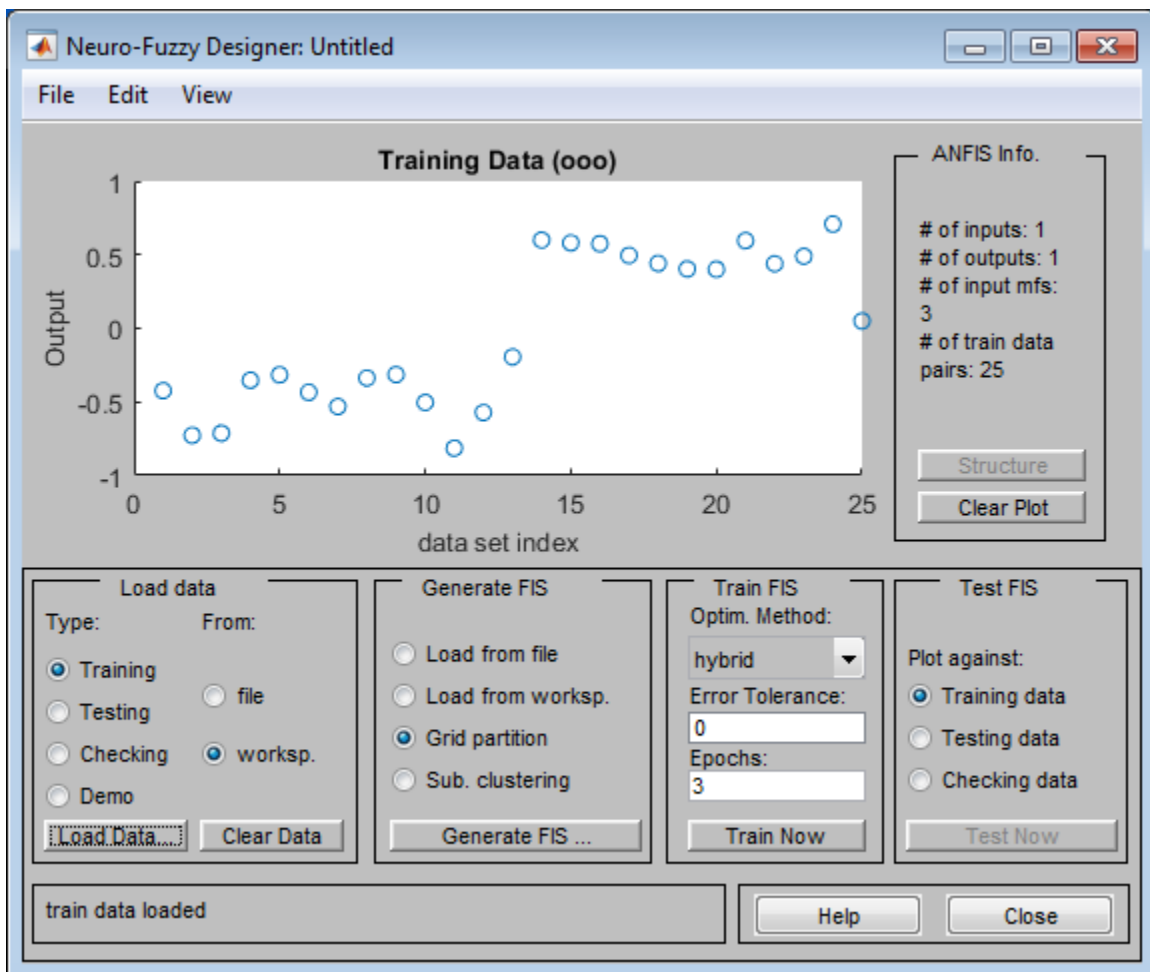 Neuro-Fuzzy Designer: Untitled
File Edit View
Training Data (ooo)
1
0.5
0
-0.5
-1
Output
0 5 10 15 20 25
data set index
ANFIS Info.
# of inputs: 1
# of outputs: 1
# of input mfs:
3
# of train data
pairs: 25
Structure
Clear Plot
Load data
Type: From:
Training
Testing
Checking
Demo
file
worksp.
Load Data... Clear Data
Generate FIS
Load from file
Load from worksp.
Grid partition
Sub. clustering
Generate FIS ...
Train FIS
Optim. Method:
hybrid
Error Tolerance:
0
Epochs:
3
Train Now
Test FIS
Plot against:
Training data
Testing data
Checking data
Test Now
train data loaded
Help Close